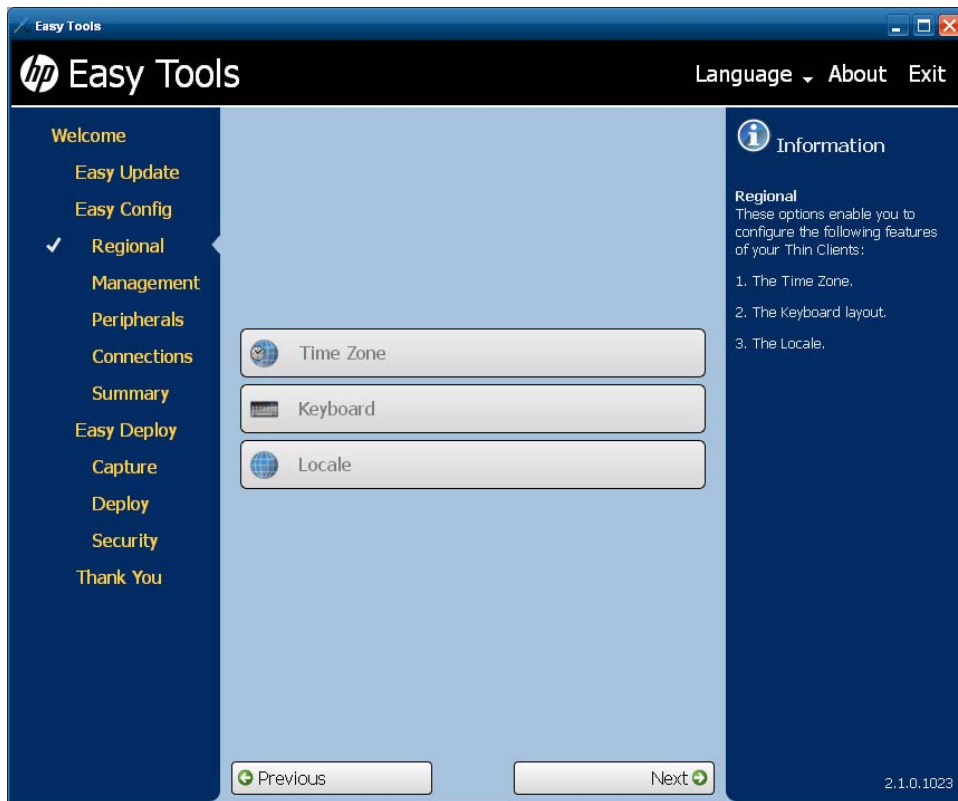 Easy Tools
hp Easy Tools
Language About Exit
Welcome
Easy Update
Easy Config
Regional
Management
Peripherals
Connections
Summary
Easy Deploy
Capture
Deploy
Security
Thank You
Time Zone
Keyboard
Locale
Previous
Next
Information
Regional
These options enable you to
configure the following features
of your Thin Clients:
1. The Time Zone.
2. The Keyboard layout.
3. The Locale.
2.1.0.1023